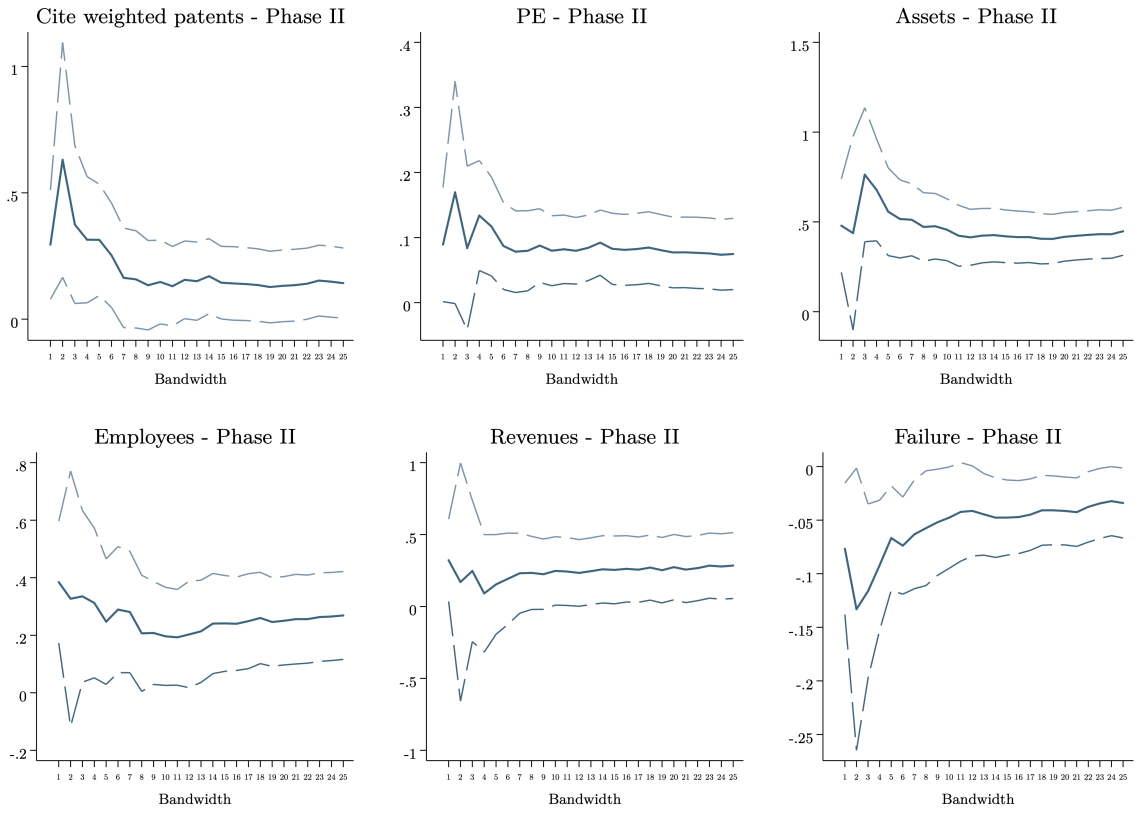 Cite weighted patents - Phase II
1
.5
0
1 2 3 4 5 6 7 8 9 10 11 12 13 14 15 16 17 18 19 20 21 22 23 24 25
Bandwidth
PE - Phase II
.4
.3
.2
.1
0
1 2 3 4 5 6 7 8 9 10 11 12 13 14 15 16 17 18 19 20 21 22 23 24 25
Bandwidth
Assets - Phase II
1.5
1
.5
0
1 2 3 4 5 6 7 8 9 10 11 12 13 14 15 16 17 18 19 20 21 22 23 24 25
Bandwidth
Employees - Phase II
.8
.6
.4
.2
0
-.2
1 2 3 4 5 6 7 8 9 10 11 12 13 14 15 16 17 18 19 20 21 22 23 24 25
Bandwidth
Revenues - Phase II
1
.5
0
-.5
-1
1 2 3 4 5 6 7 8 9 10 11 12 13 14 15 16 17 18 19 20 21 22 23 24 25
Bandwidth
Failure - Phase II
0
-.05
-.1
-.15
-.2
-.25
1 2 3 4 5 6 7 8 9 10 11 12 13 14 15 16 17 18 19 20 21 22 23 24 25
Bandwidth